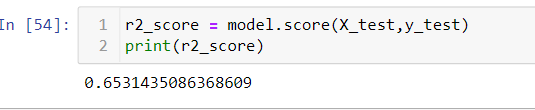 In [54]:
1 r2_score = model.score(X_test,y_test)
2 print(r2_score)
0.6531435086368609